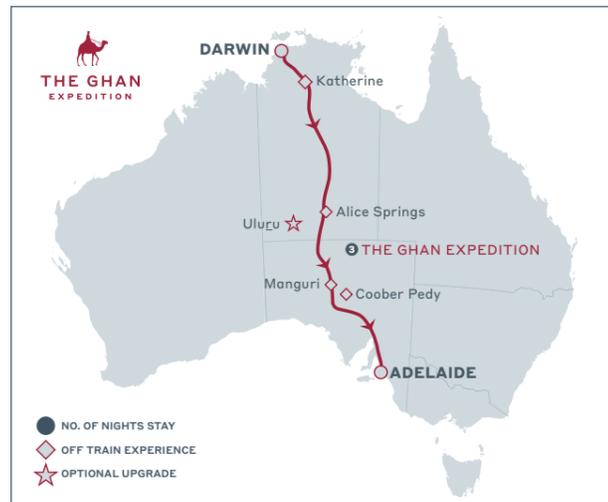 DARWIN
THE GHAN
EXPEDITION
Katherine
Alice Springs
Uluṟu
3 THE GHAN EXPEDITION
Manguri
Coober Pedy
ADELAIDE
NO. OF NIGHTS STAY
OFF TRAIN EXPERIENCE
OPTIONAL UPGRADE